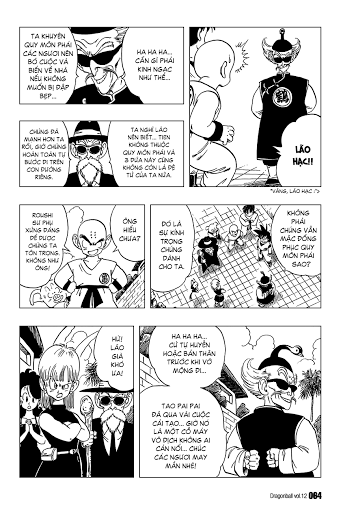 TA KHUYÊN
QUY MÔN PHÁI
CÁC NGƯƠI NÊN
BỎ CUỘC VÀ
BIẾN VỀ NHÀ
NẾU KHÔNG
MUỐN BỊ DẬP
BẸP...
HA HA HA...
CẦN GÌ PHẢI
KINH NGẠC
NHƯ THẾ...
LÃO
HẠC!!
*VÂNG, LÃO HẠC :'>
CHÚNG ĐÃ
MẠNH HƠN TA
RỒI, GIỜ CHÚNG
HOÀN TOÀN TỰ
BƯỚC ĐI TRÊN
CON ĐƯỜNG
RIÊNG.
TA NGHĨ LÃO
NÊN BIẾT... TIEN
KHÔNG THUỘC
QUY MÔN PHÁI VÀ
3 ĐỨA NÀY CŨNG
KHÔNG CÒN LÀ ĐỆ
TỬ CỦA TA NỮA.
ROUSHI
SƯ PHỤ
XỨNG ĐÁNG
ĐỂ ĐƯỢC
CHÚNG TA
TÔN TRỌNG.
KHÔNG NHƯ
ÔNG!
ÔNG
HIỂU
CHƯA?
ĐÓ LÀ
SỰ KÍNH
TRỌNG
CHÚNG
DÀNH
CHO TA.
KHÔNG
PHẢI
CHÚNG VẪN
MẶC ĐỒNG
PHỤC QUY
MÔN PHÁI
SAO?
HỪ!
LÃO
GIÀ
KHÓ
ƯA!
HA HA HA...
CỨ TỰ HUYỄN
HOẶC BẢN THÂN
TRƯỚC KHI VỠ
MỘNG ĐI...
TAO PAI PAI
ĐÃ QUA VÀI CUỘC
CẢI TẠO... GIỜ NÓ
LÀ MỘT CỖ MÁY
VÔ ĐỊCH KHÔNG AI
CẢN NỔI... CHÚC
CÁC NGƯƠI MAY
MẮN NHÉ!
Dragonball vol.12 064